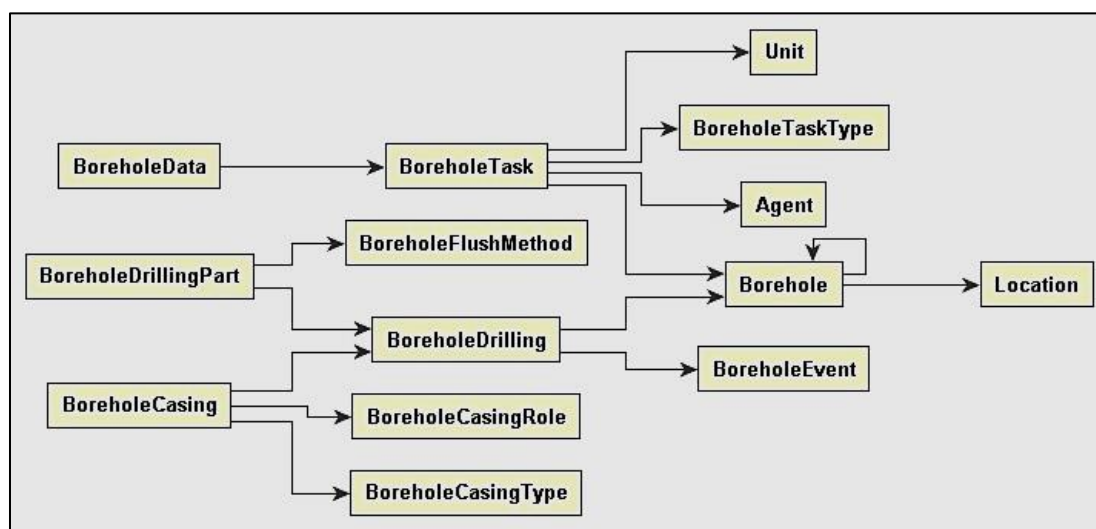 Unit
BoreholeTaskType
BoreholeData
BoreholeTask
Agent
BoreholeFlushMethod
BoreholeDrillingPart
Borehole
Location
BoreholeDrilling
BoreholeEvent
BoreholeCasing
BoreholeCasingRole
BoreholeCasingType